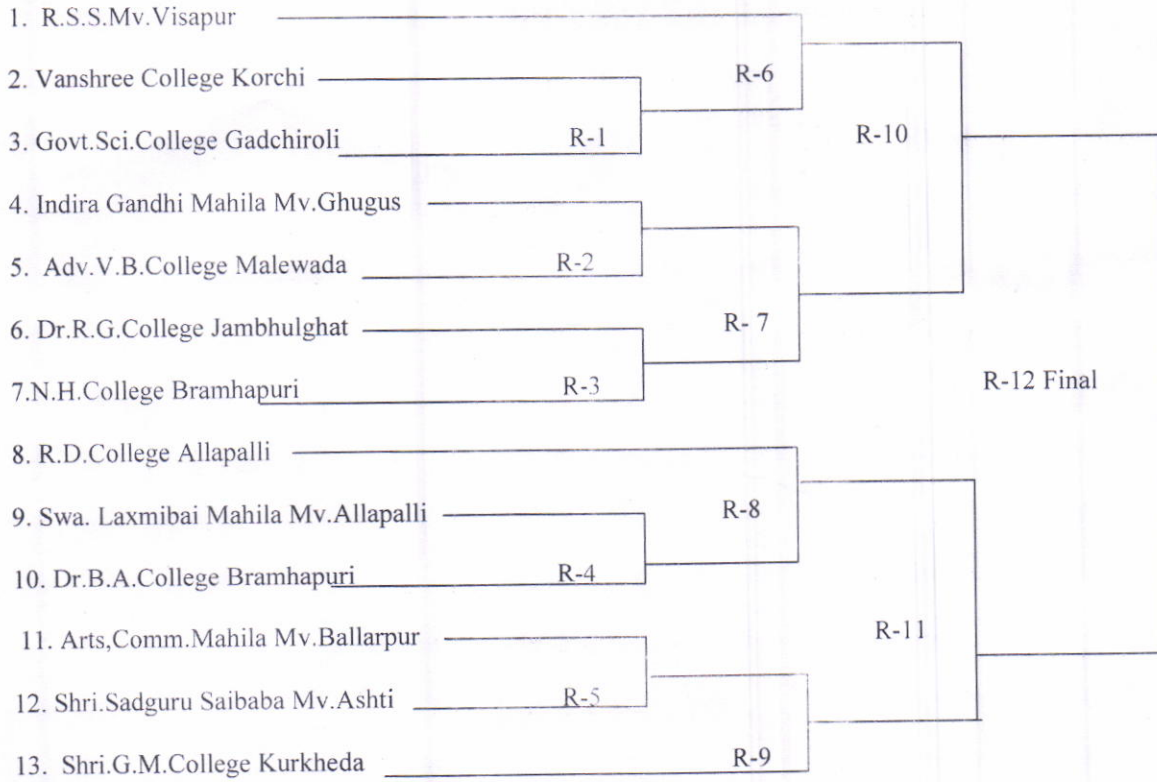 1. R.S.S.Mv.Visapur
2. Vanshree College Korchi
R-6
3. Govt.Sci.College Gadchiroli
R-1
R-10
4. Indira Gandhi Mahila Mv.Ghugus
5. Adv.V.B.College Malewada
R-2
6. Dr.R.G.College Jambhulghat
R- 7
7.N.H.College Bramhapuri
R-3
R-12 Final
8. R.D.College Allapalli
9. Swa. Laxmibai Mahila Mv.Allapalli
R-8
10. Dr.B.A.College Bramhapuri
R-4
11. Arts,Comm.Mahila Mv.Ballarpur
R-11
12. Shri.Sadguru Saibaba Mv.Ashti
R-5
13. Shri.G.M.College Kurkheda
R-9